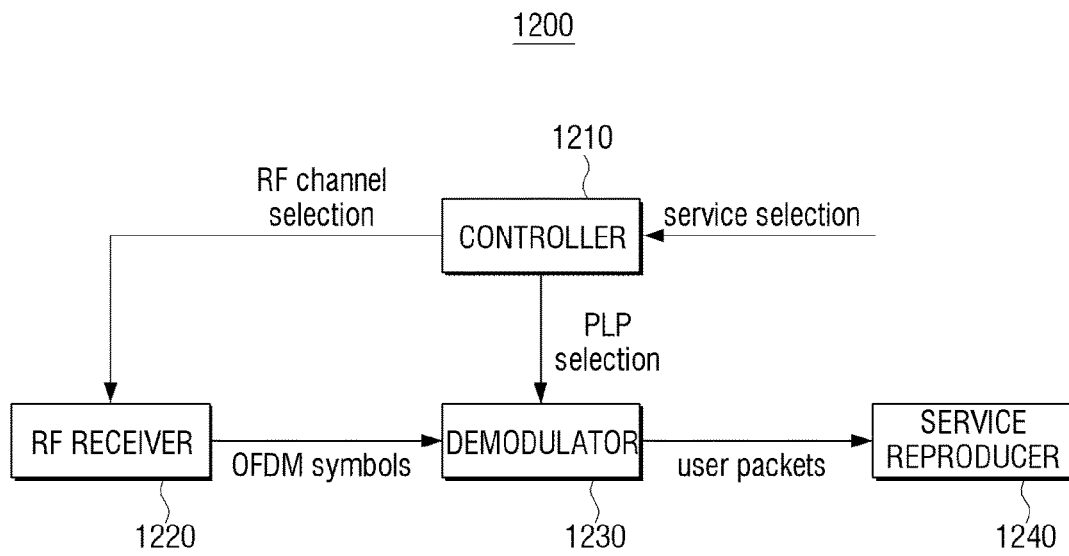 1200
1210
RF channel
selection
CONTROLLER
service selection
PLP
selection
RF RECEIVER
OFDM symbols
DEMODULATOR
user packets
SERVICE
REPRODUCER
1220
1230
1240